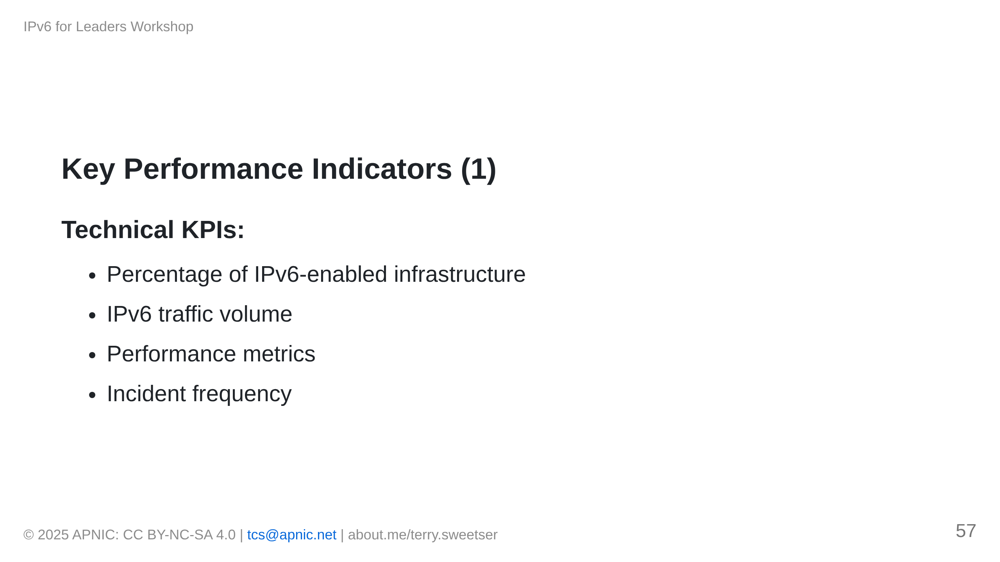 IPv6 for Leaders Workshop
Key Performance Indicators (1)
Technical KPIs:
• Percentage of IPv6-enabled infrastructure
• IPv6 traffic volume
• Performance metrics
• Incident frequency
© 2025 APNIC: CC BY-NC-SA 4.0 | tcs@apnic.net | about.me/terry.sweetser
57